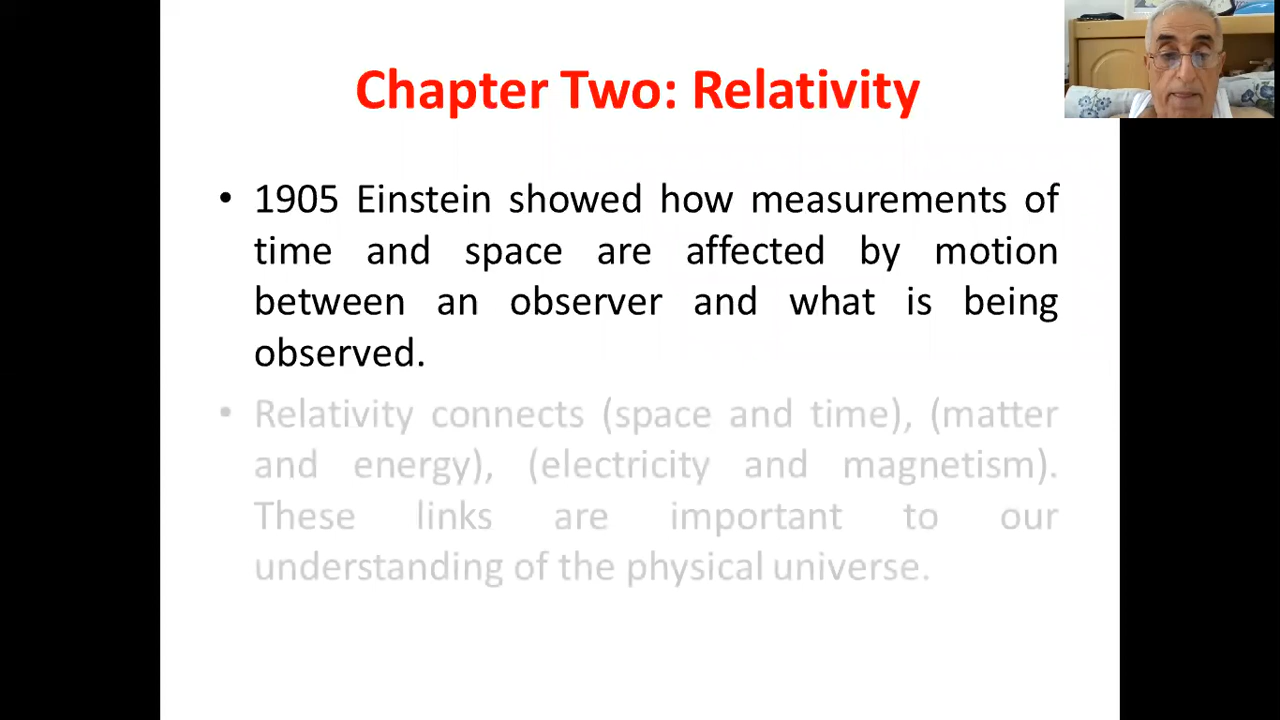 Chapter Two: Relativity
• 1905 Einstein showed how measurements of
time and space are affected by motion
between an observer and what is being
observed.
• Relativity connects (space and time), (matter
and energy), (electricity and magnetism).
These links are important to our
understanding of the physical universe.